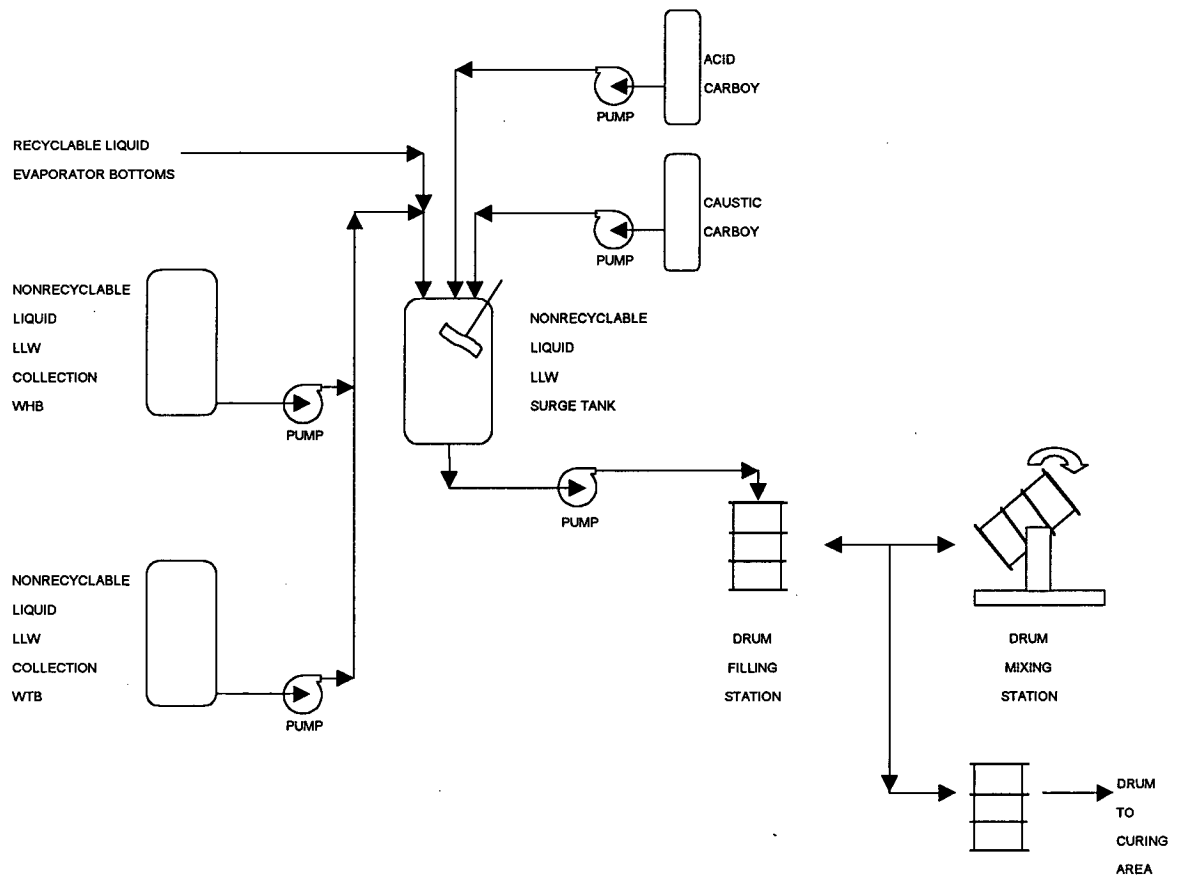 ACID
CARBOY
PUMP
RECYCLABLE LIQUID
EVAPORATOR BOTTOMS
CAUSTIC
CARBOY
PUMP
NONRECYCLABLE
LIQUID
LLW
COLLECTION
WHB
PUMP
NONRECYCLABLE
LIQUID
LLW
SURGE TANK
PUMP
NONRECYCLABLE
LIQUID
LLW
COLLECTION
WTB
PUMP
DRUM
FILLING
STATION
DRUM
MIXING
STATION
DRUM
TO
CURING
AREA